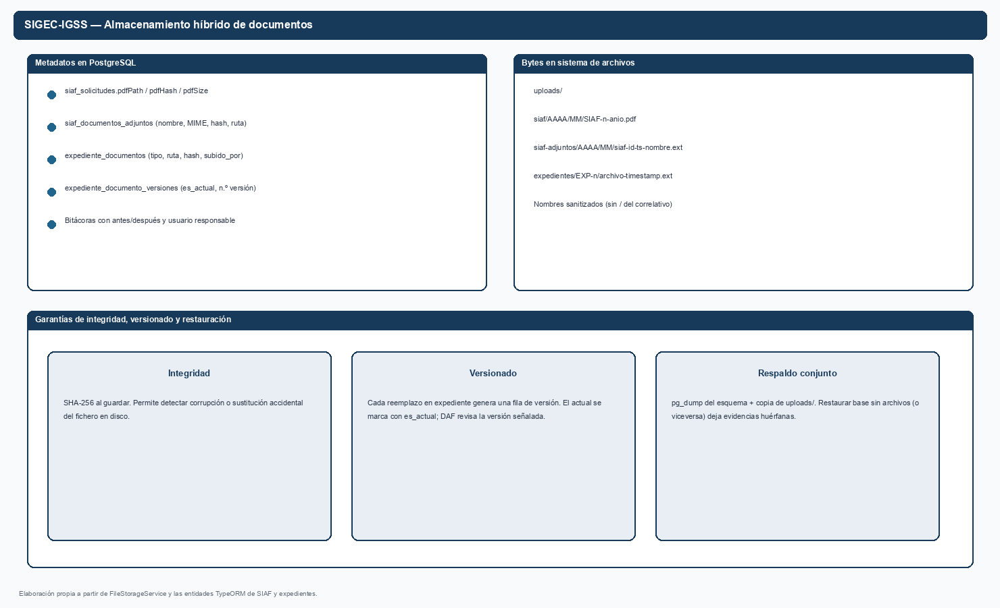 SIGEC-IGSS — Almacenamiento híbrido de documentos
Metadatos en PostgreSQL
siaf_solicitudes.pdfPath / pdfHash / pdfSize
siaf_documentos_adjuntos (nombre, MIME, hash, ruta)
expediente_documentos (tipo, ruta, hash, subido_por)
expediente_documento_versiones (es_actual, n.º versión)
Bitácoras con antes/después y usuario responsable
Bytes en sistema de archivos
uploads/
siaf/AAAA/MM/SIAF-n-anio.pdf
siaf-adjuntos/AAAA/MM/siaf-id-ts-nombre.ext
expedientes/EXP-n/archivo-timestamp.ext
Nombres sanitizados (sin / del correlativo)
Garantías de integridad, versionado y restauración
Integridad
SHA-256 al guardar. Permite detectar corrupción o sustitución accidental
del fichero en disco.
Versionado
Cada reemplazo en expediente genera una fila de versión. El actual se
marca con es_actual; DAF revisa la versión señalada.
Respaldo conjunto
pg_dump del esquema + copia de uploads/. Restaurar base sin archivos (o
viceversa) deja evidencias huérfanas.
Elaboración propia a partir de FileStorageService y las entidades TypeORM de SIAF y expedientes.